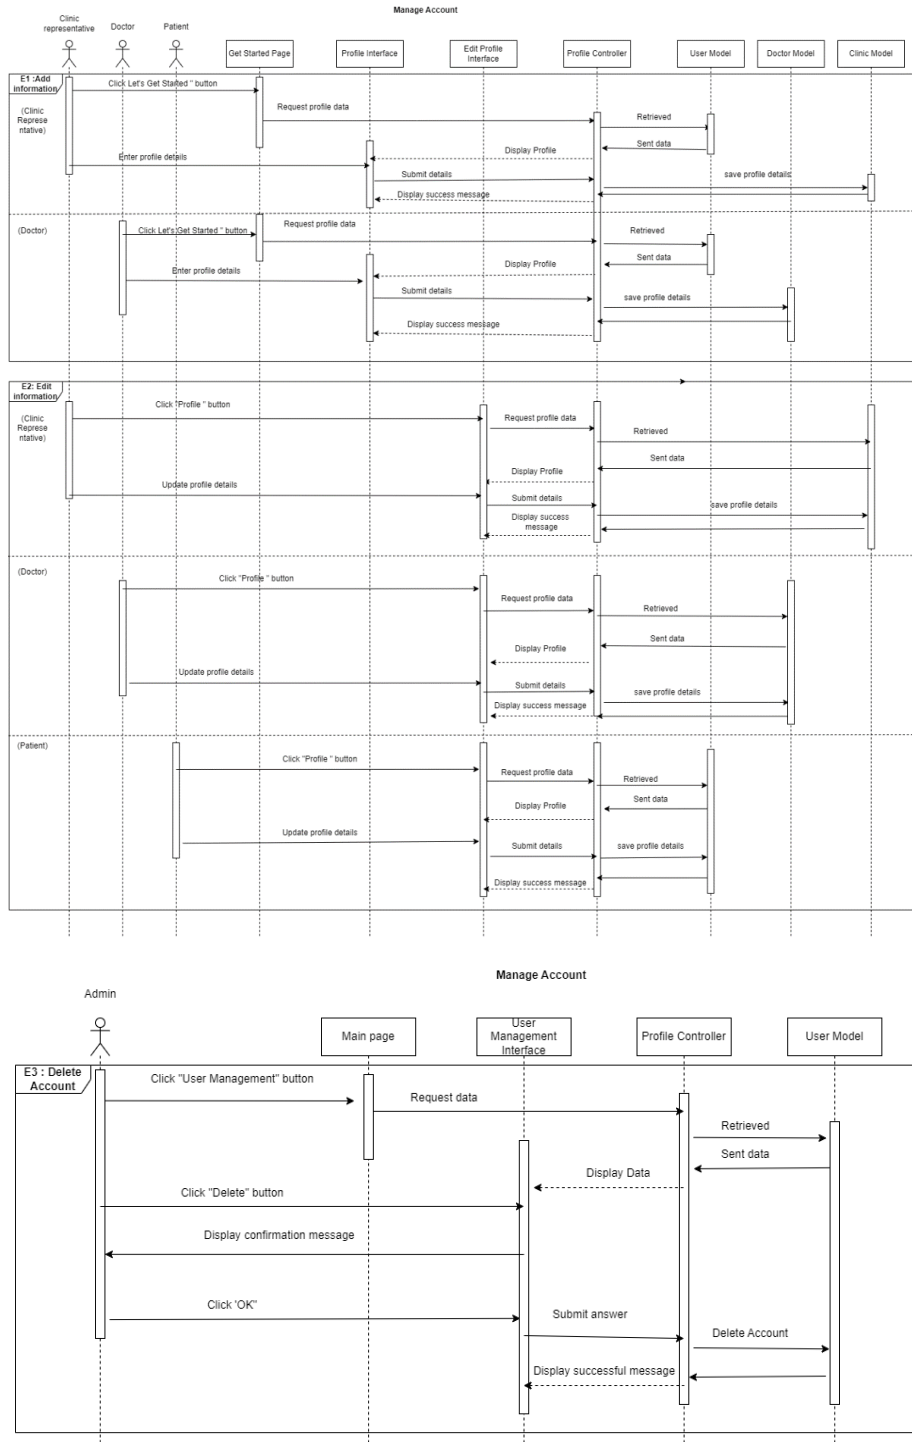 Manage Account
Clinic
representative
Doctor
Patient
Get Started Page
Profile Interface
Edit Profile
Interface
Profile Controller
User Model
Doctor Model
Clinic Model
E1 :Add
information
(Clinic
Represe
ntative)
Click Let's Get Started " button
Request profile data
Retrieved
Sent data
Display Profile
Enter profile details
Submit details
save profile details
Display success message
(Doctor)
Click Let's Get Started " button
Request profile data
Retrieved
Sent data
Display Profile
Enter profile details
Submit details
save profile details
Display success message
E2: Edit
information
(Clinic
Represe
ntative)
Click "Profile " button
Request profile data
Retrieved
Sent data
Display Profile
Update profile details
Submit details
save profile details
Display success
message
(Doctor)
Click "Profile " button
Request profile data
Retrieved
Sent data
Display Profile
Update profile details
Submit details
save profile details
Display success message
(Patient)
Click "Profile " button
Request profile data
Retrieved
Sent data
Display Profile
Update profile details
Submit details
save profile details
Display success message
Manage Account
Admin
Main page
User
Management
Interface
Profile Controller
User Model
E3 : Delete
Account
Click "User Management" button
Request data
Retrieved
Sent data
Display Data
Click "Delete" button
Display confirmation message
Click 'OK"
Submit answer
Delete Account
Display successful message